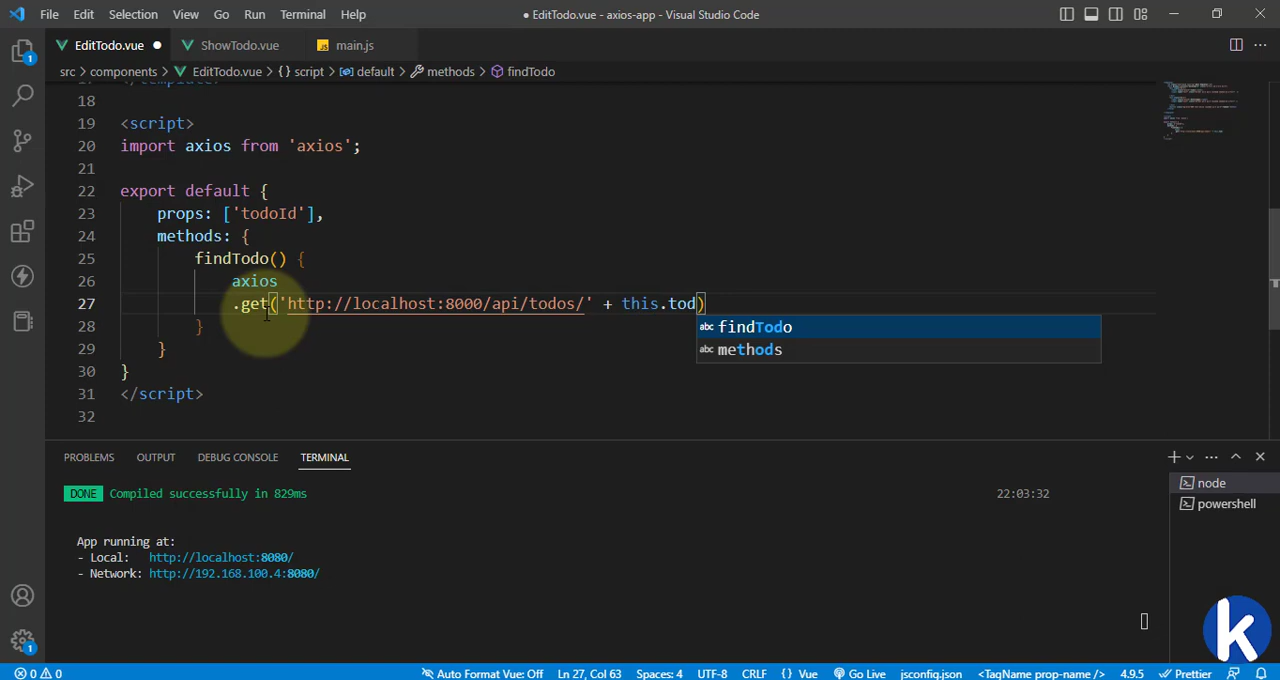 File Edit Selection View Go Run Terminal Help ● EditTodo.vue - axios-app - Visual Studio Code
EditTodo.vue ● ShowTodo.vue JS main.js
src > components > EditTodo.vue > {} script > default > methods > findTodo
18
19 <script>
20 import axios from 'axios';
21
22 export default {
23 props: ['todoId'],
24 methods: {
25 findTodo() {
26 axios
27 .get('http://localhost:8000/api/todos/' + this.tod)
28 }
29 }
30 }
31 </script>
32
abc findTodo
abc methods
PROBLEMS OUTPUT DEBUG CONSOLE TERMINAL
DONE Compiled successfully in 829ms 22:03:32
App running at:
- Local: http://localhost:8080/
- Network: http://192.168.100.4:8080/
node
powershell
1
1
k
0 0 Auto Format Vue: Off Ln 27, Col 63 Spaces: 4 UTF-8 CRLF {} Vue Go Live jsconfig.json <TagName prop-name /> 4.9.5 Prettier